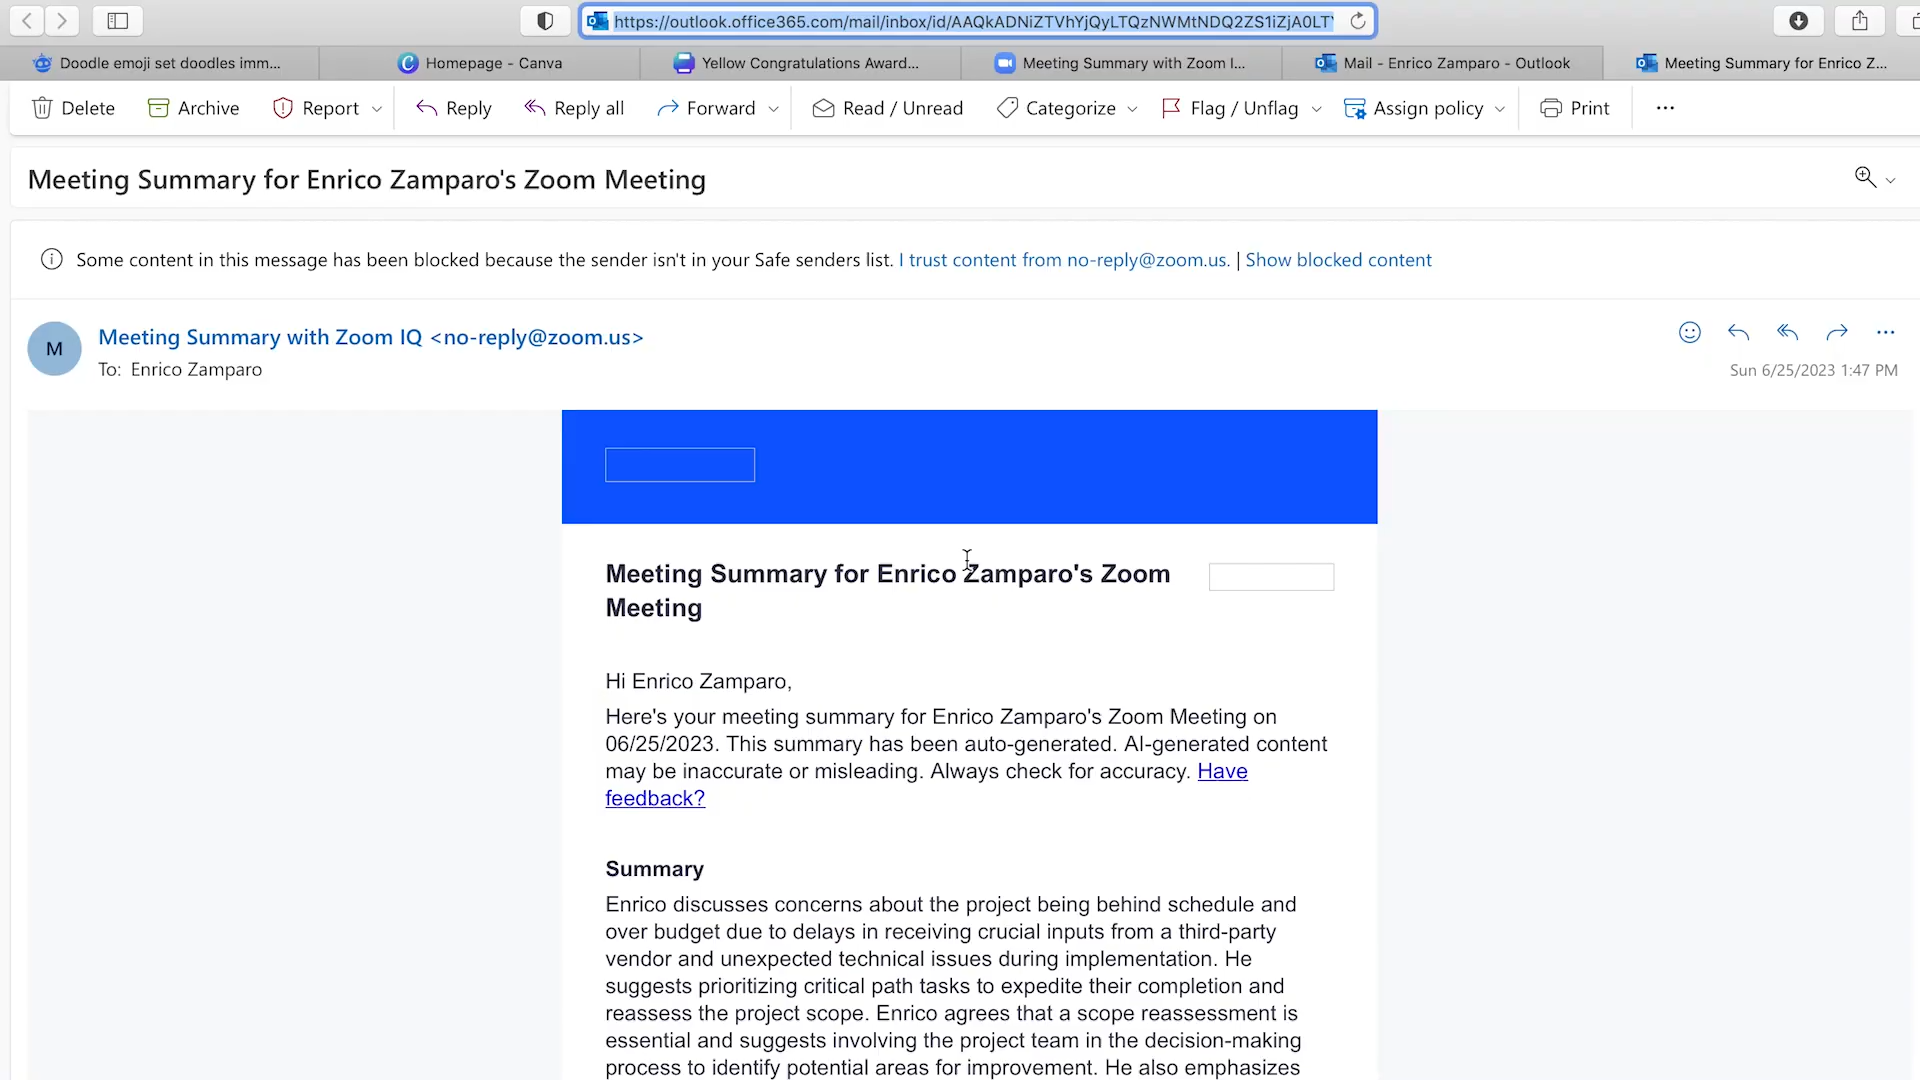 https://outlook.office365.com/mail/inbox/id/AAQkADNiZTVhYjQyLTQzNWMtNDQ2ZS1iZjA0LT
Doodle emoji set doodles imm...
Homepage - Canva
Yellow Congratulations Award...
Meeting Summary with Zoom I...
Mail - Enrico Zamparo - Outlook
Meeting Summary for Enrico Z...
Delete
Archive
Report
Reply
Reply all
Forward
Read / Unread
Categorize
Flag / Unflag
Assign policy
Print
Meeting Summary for Enrico Zamparo's Zoom Meeting
Some content in this message has been blocked because the sender isn't in your Safe senders list. I trust content from no-reply@zoom.us. | Show blocked content
M
Meeting Summary with Zoom IQ <no-reply@zoom.us>
To: Enrico Zamparo
Sun 6/25/2023 1:47 PM
Meeting Summary for Enrico Zamparo's Zoom
Meeting
Hi Enrico Zamparo,
Here's your meeting summary for Enrico Zamparo's Zoom Meeting on
06/25/2023. This summary has been auto-generated. AI-generated content
may be inaccurate or misleading. Always check for accuracy. Have
feedback?
Summary
Enrico discusses concerns about the project being behind schedule and
over budget due to delays in receiving crucial inputs from a third-party
vendor and unexpected technical issues during implementation. He
suggests prioritizing critical path tasks to expedite their completion and
reassess the project scope. Enrico agrees that a scope reassessment is
essential and suggests involving the project team in the decision-making
process to identify potential areas for improvement. He also emphasizes